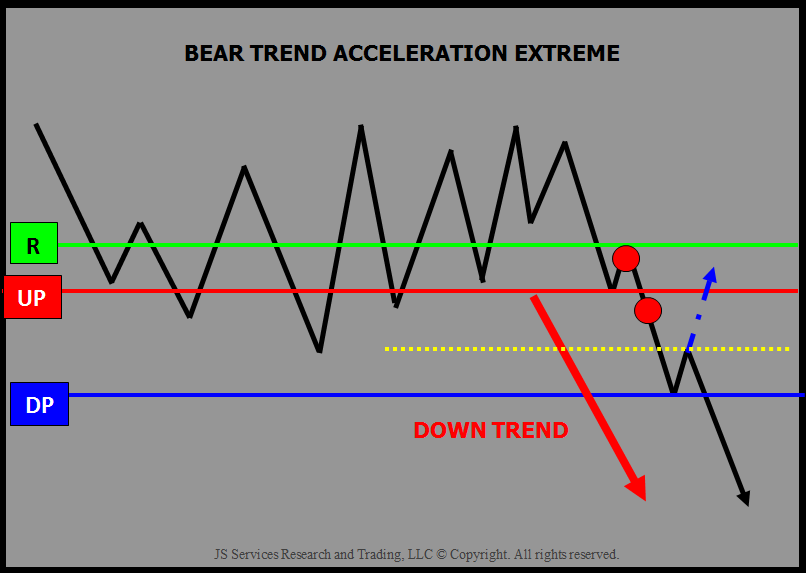 BEAR TREND ACCELERATION EXTREME
R
UP
DP
DOWN TREND
JS Services Research and Trading, LLC © Copyright. All rights reserved.